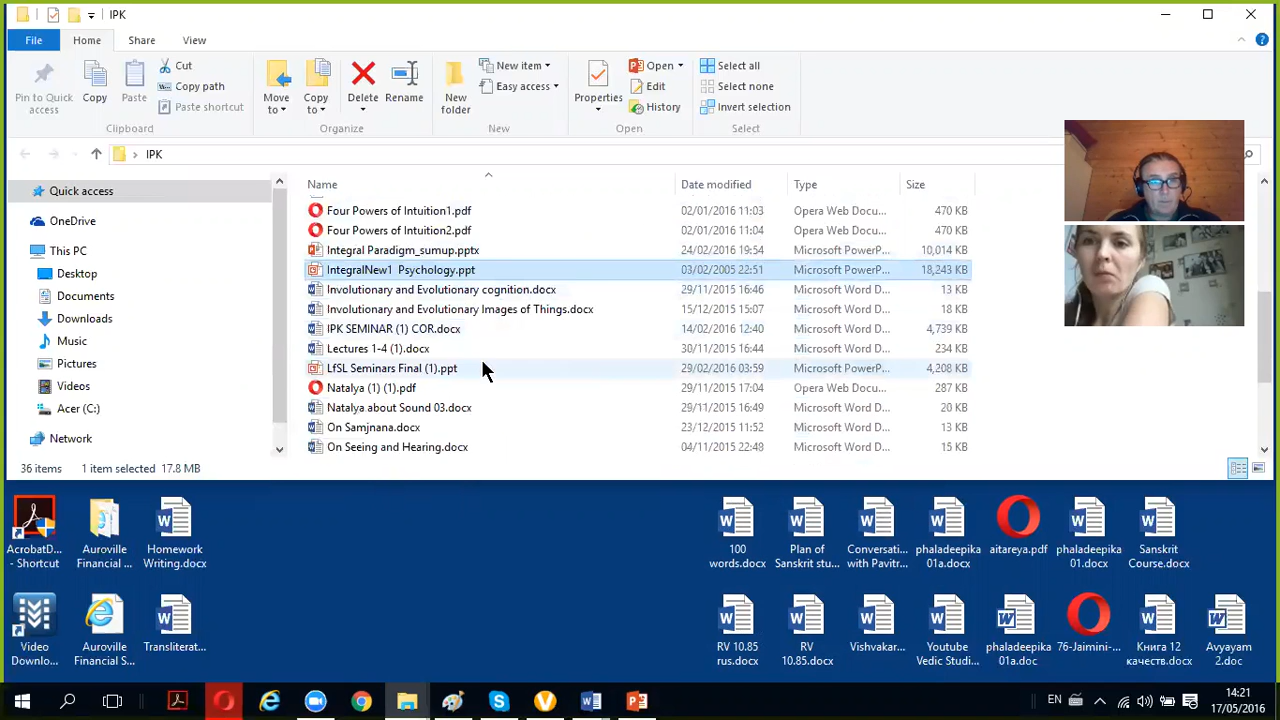 IPK
File Home Share View
Pin to Quick access
Copy
Paste
Cut
Copy path
Paste shortcut
Clipboard
Move to
Copy to
Delete
Rename
Organize
New folder
New item
Easy access
New
Properties
Open
Edit
History
Open
Select all
Select none
Invert selection
Select
IPK
Quick access
OneDrive
This PC
Desktop
Documents
Downloads
Music
Pictures
Videos
Acer (C:)
Network
Name Date modified Type Size
Four Powers of Intuition1.pdf 02/01/2016 11:03 Opera Web Docu... 470 KB
Four Powers of Intuition2.pdf 02/01/2016 11:04 Opera Web Docu... 470 KB
Integral Paradigm_sumup.pptx 24/02/2016 19:54 Microsoft PowerP... 10,014 KB
IntegralNew1 Psychology.ppt 03/02/2005 22:51 Microsoft PowerP... 18,243 KB
Involutionary and Evolutionary cognition.docx 29/11/2015 16:46 Microsoft Word D... 13 KB
Involutionary and Evolutionary Images of Things.docx 15/12/2015 15:07 Microsoft Word D... 18 KB
IPK SEMINAR (1) COR.docx 14/02/2016 12:40 Microsoft Word D... 4,739 KB
Lectures 1-4 (1).docx 30/11/2015 16:44 Microsoft Word D... 234 KB
LfSL Seminars Final (1).ppt 29/02/2016 03:59 Microsoft PowerP... 4,208 KB
Natalya (1) (1).pdf 29/11/2015 17:04 Opera Web Docu... 287 KB
Natalya about Sound 03.docx 29/11/2015 16:49 Microsoft Word D... 20 KB
On Samjnana.docx 23/12/2015 11:52 Microsoft Word D... 13 KB
On Seeing and Hearing.docx 04/11/2015 22:48 Microsoft Word D... 15 KB
36 items 1 item selected 17.8 MB
AcrobatD... - Shortcut
Auroville Financial ...
Homework Writing.docx
100 words.docx
Plan of Sanskrit stu...
Conversati... with Pavitr...
phaladeepika 01a.docx
aitareya.pdf
phaladeepika 01.docx
Sanskrit Course.docx
Video Downlo...
Auroville Financial S...
Transliterat...
RV 10.85 rus.docx
RV 10.85.docx
Vishvakar...
Youtube Vedic Studi...
phaladeepika 01a.doc
76-Jaimini-...
Книга 12 качеств.docx
Avyayam 2.doc
EN
14:21
17/05/2016